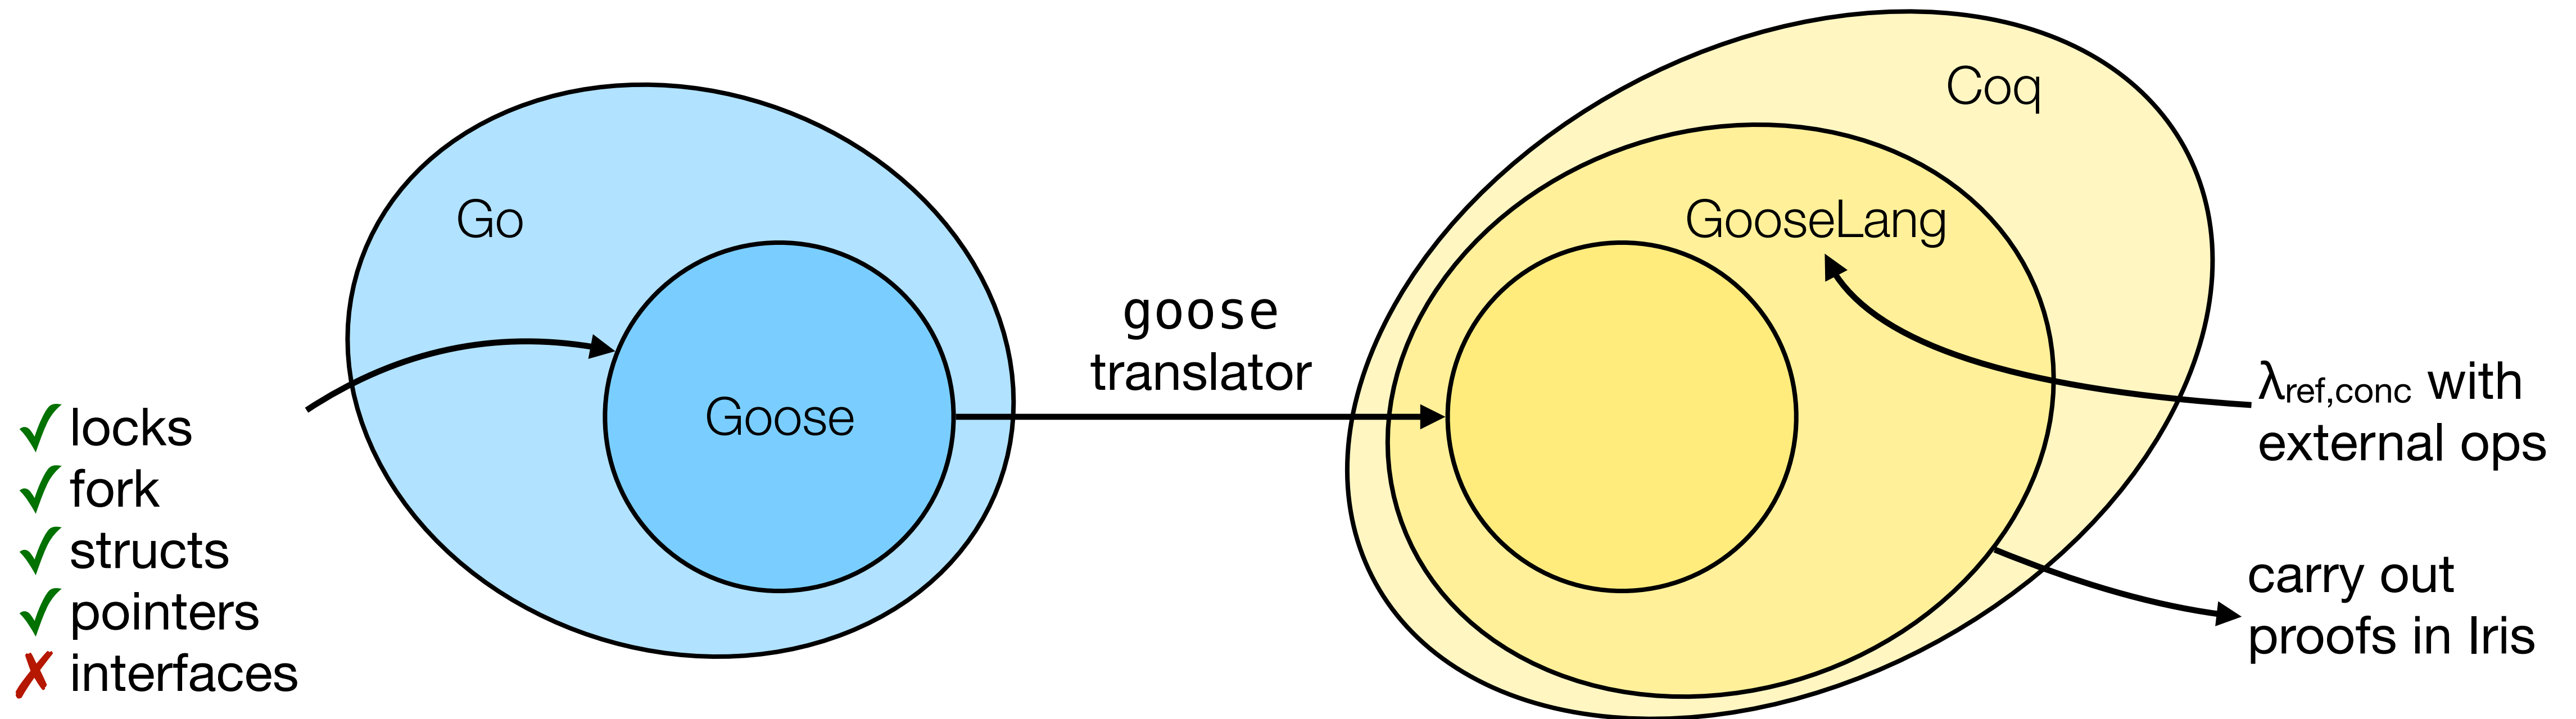 Go
Goose
✓ locks
✓ fork
✓ structs
✓ pointers
✗ interfaces
goose
translator
Coq
GooseLang
λref,conc with
external ops
carry out
proofs in Iris